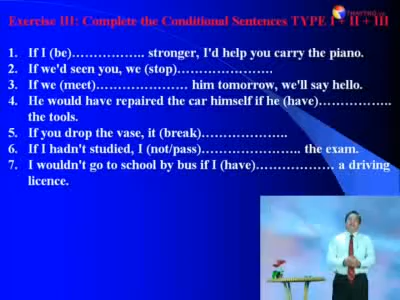 Exercise III: Complete the Conditional Sentences TYPE I + II + III
1. If I (be)…………….. stronger, I'd help you carry the piano.
2. If we'd seen you, we (stop)………………….
3. If we (meet)………………… him tomorrow, we'll say hello.
4. He would have repaired the car himself if he (have)……………..
the tools.
5. If you drop the vase, it (break)………………..
6. If I hadn't studied, I (not/pass)………………….. the exam.
7. I wouldn't go to school by bus if I (have)……………… a driving
licence.